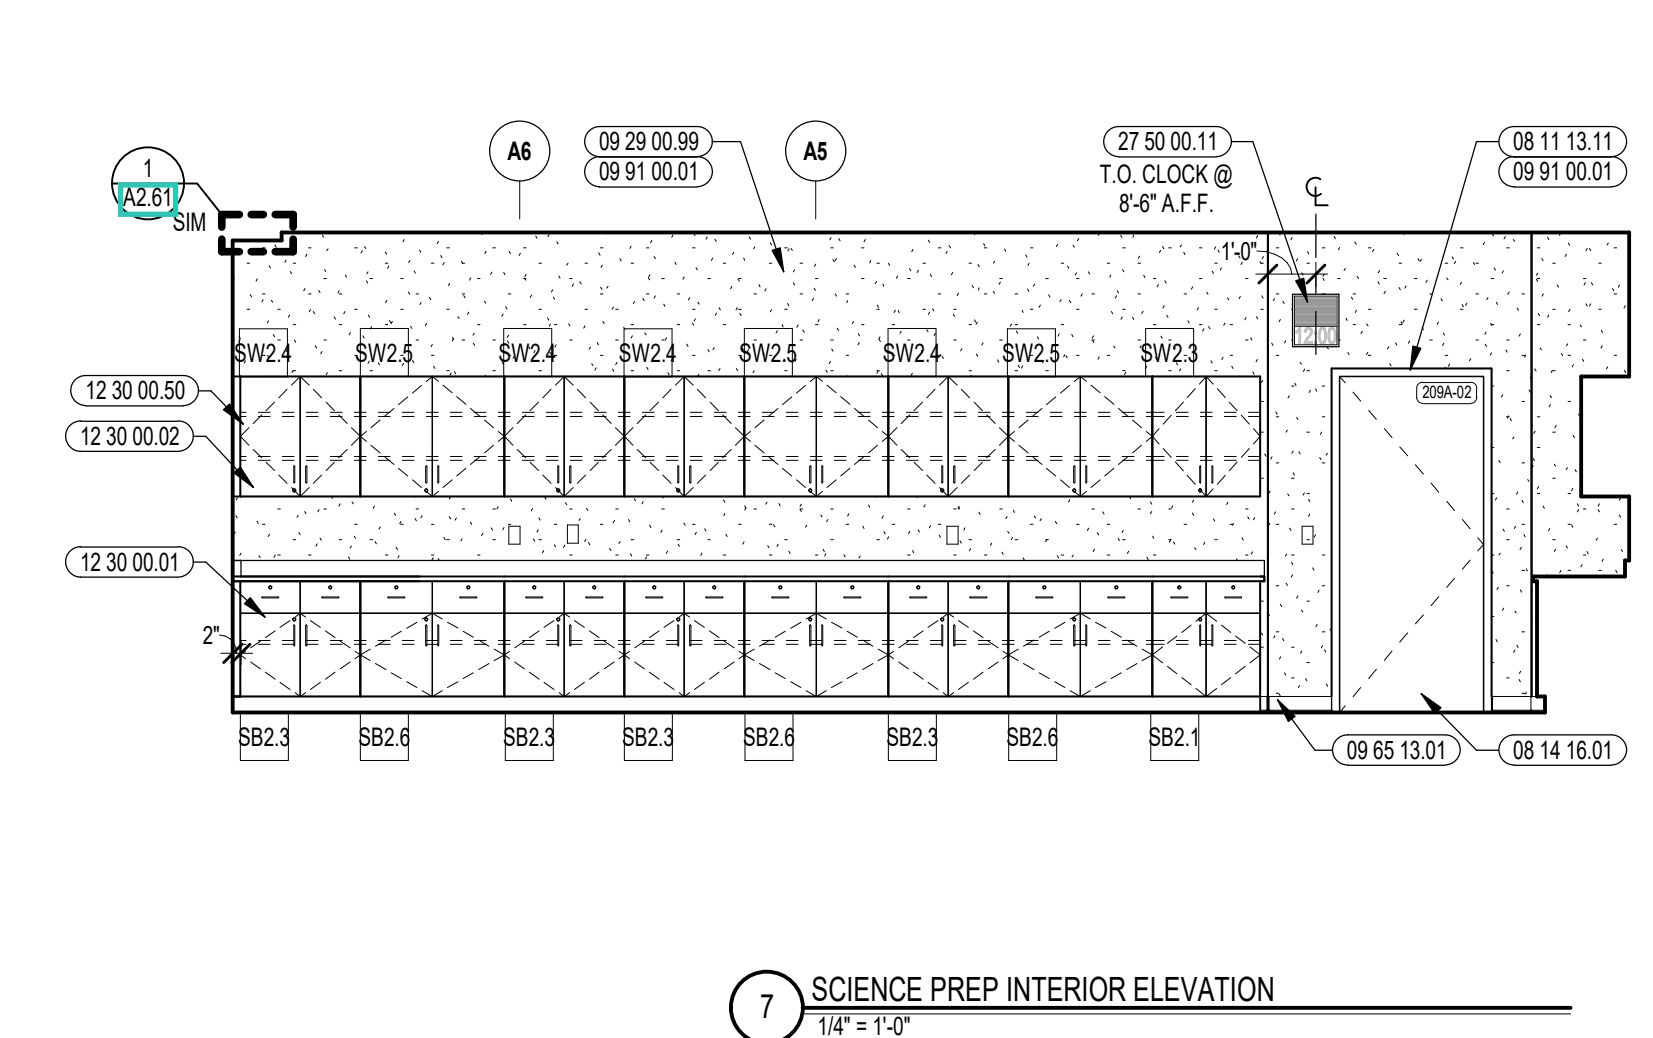 1
A2.61
SIM
A6
09 29 00.99
09 91 00.01
A5
27 50 00.11
T.O. CLOCK @
8'-6" A.F.F.
℄
08 11 13.11
09 91 00.01
1'-0"
12:00
SW2.4 SW2.5 SW2.4 SW2.4 SW2.5 SW2.4 SW2.5 SW2.3
12 30 00.50
209A-02
12 30 00.02
12 30 00.01
2"
SB2.3 SB2.6 SB2.3 SB2.3 SB2.6 SB2.3 SB2.6 SB2.1
09 65 13.01
08 14 16.01
7
SCIENCE PREP INTERIOR ELEVATION
1/4" = 1'-0"